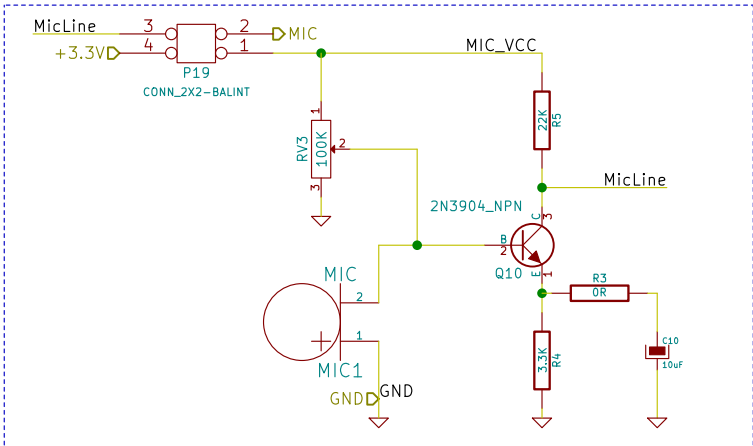 MicLine
3
2
MIC
+3.3V
4
1
P19
CONN_2X2-BALINT
MIC_VCC
1
RV3
100K
2
3
22K
R5
MicLine
2N3904_NPN
C
3
B
2
Q10
E
1
R3
0R
MIC
2
1
MIC1
GND
GND
3.3K
R4
C10
10uF